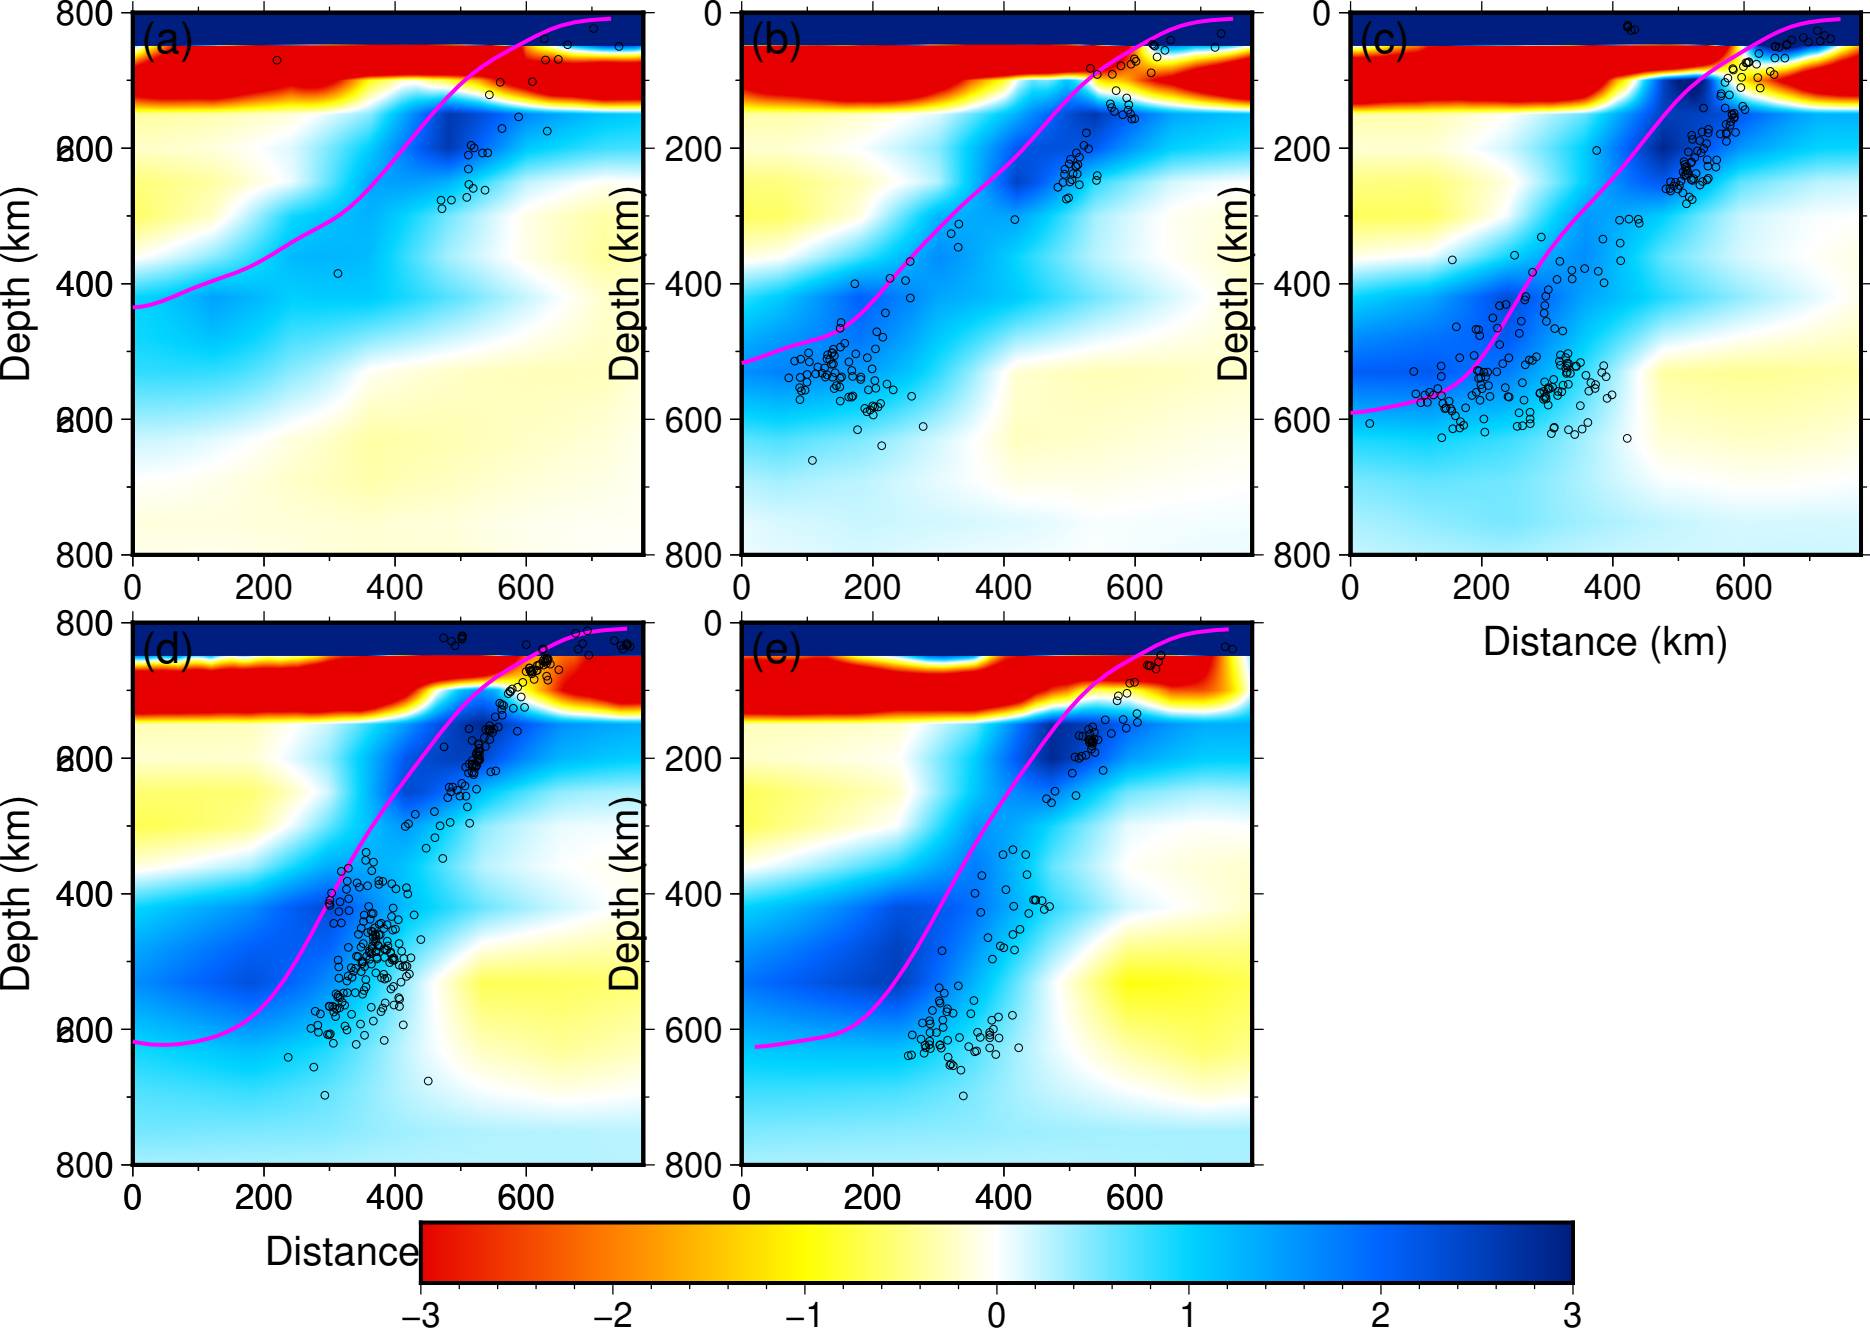 800 0 0
(a) (b) (c)
600 200 200
Depth (km) Depth (km) Depth (km)
400 400 400
600 600 600
800 800 800
0 200 400 600 0 200 400 600 0 200 400 600
Distance (km)
800 0
(d) (e)
600 200
Depth (km) Depth (km)
400 400
600 600
800 800
0 200 400 600 0 200 400 600
Distance
−3 −2 −1 0 1 2 3